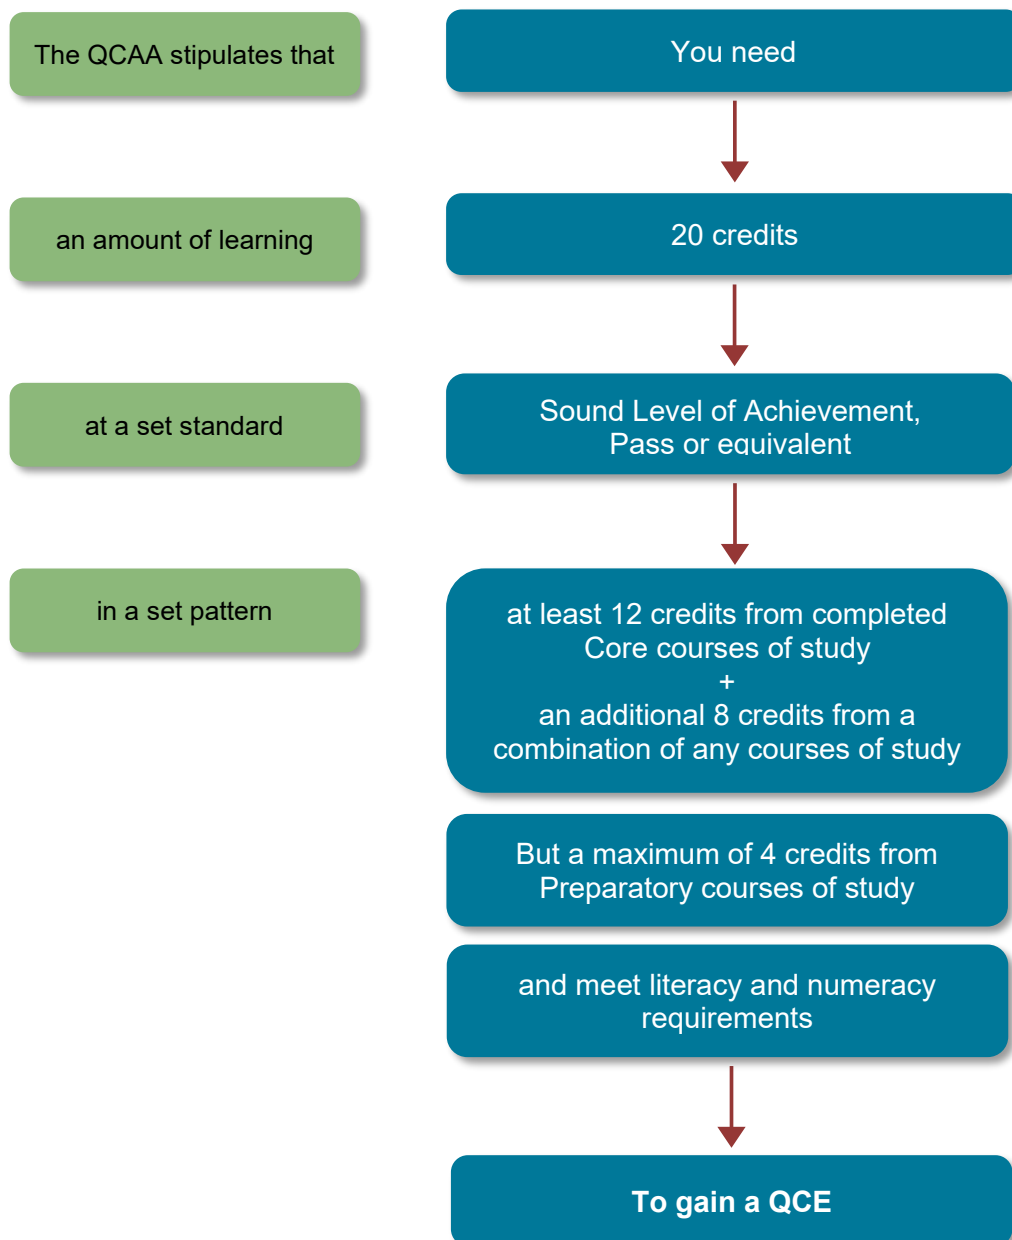 The QCAA stipulates that
You need
an amount of learning
20 credits
at a set standard
Sound Level of Achievement,
Pass or equivalent
in a set pattern
at least 12 credits from completed
Core courses of study
+
an additional 8 credits from a
combination of any courses of study
But a maximum of 4 credits from
Preparatory courses of study
and meet literacy and numeracy
requirements
To gain a QCE